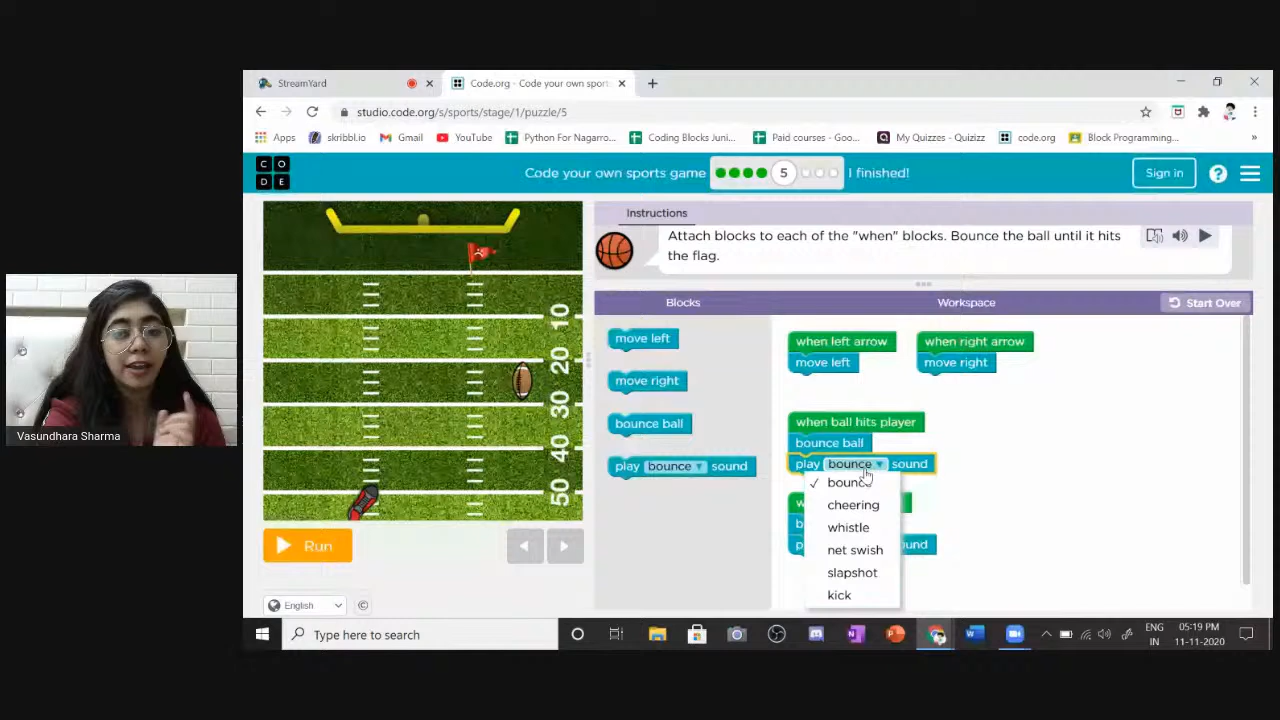 StreamYard
Code.org - Code your own sport
studio.code.org/s/sports/stage/1/puzzle/5
Apps
skribbl.io
Gmail
YouTube
Python For Nagarro...
Coding Blocks Juni...
Paid courses - Goo...
My Quizzes - Quizizz
code.org
Block Programming...
»
C O
D E
Code your own sports game
5
I finished!
Sign in
?
Instructions
Attach blocks to each of the "when" blocks. Bounce the ball until it hits
the flag.
Blocks
Workspace
Start Over
move left
move right
bounce ball
play bounce sound
when left arrow
move left
when right arrow
move right
when ball hits player
bounce ball
play bounce sound
bounce
cheering
whistle
net swish
slapshot
kick
10
20
30
40
50
Run
English
©
Vasundhara Sharma
Type here to search
ENG
IN
05:19 PM
11-11-2020